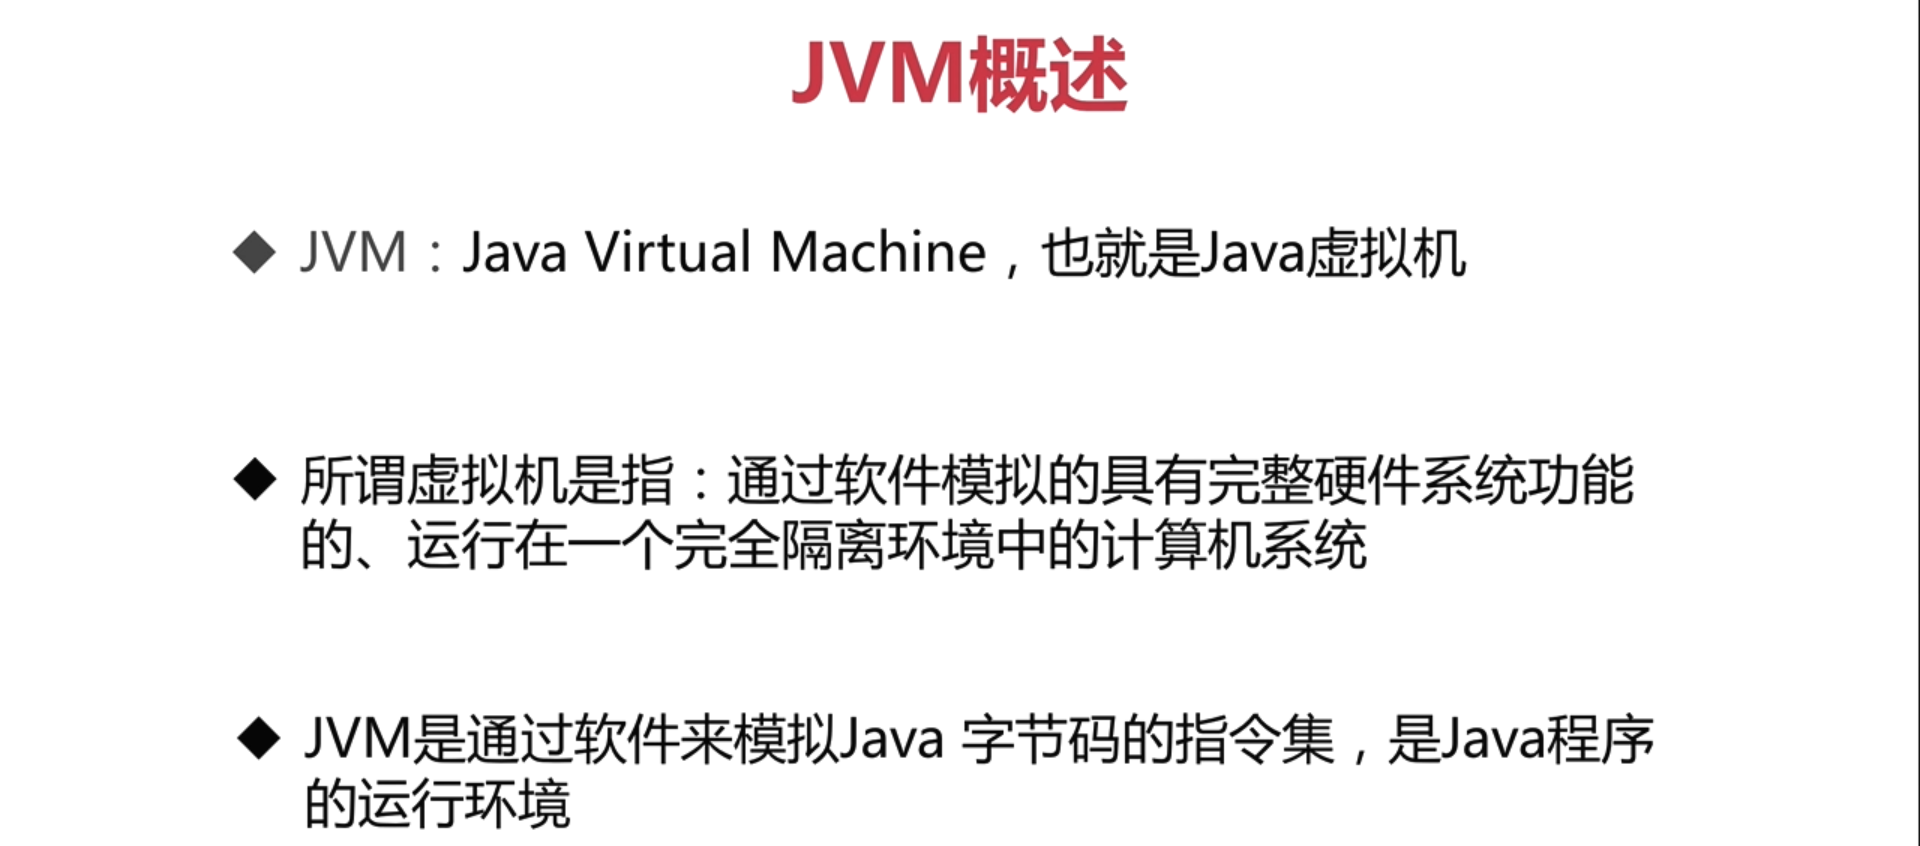 JVM概述
◆ JVM：Java Virtual Machine，也就是Java虚拟机
◆ 所谓虚拟机是指：通过软件模拟的具有完整硬件系统功能
的、运行在一个完全隔离环境中的计算机系统
◆ JVM是通过软件来模拟Java 字节码的指令集，是Java程序
的运行环境